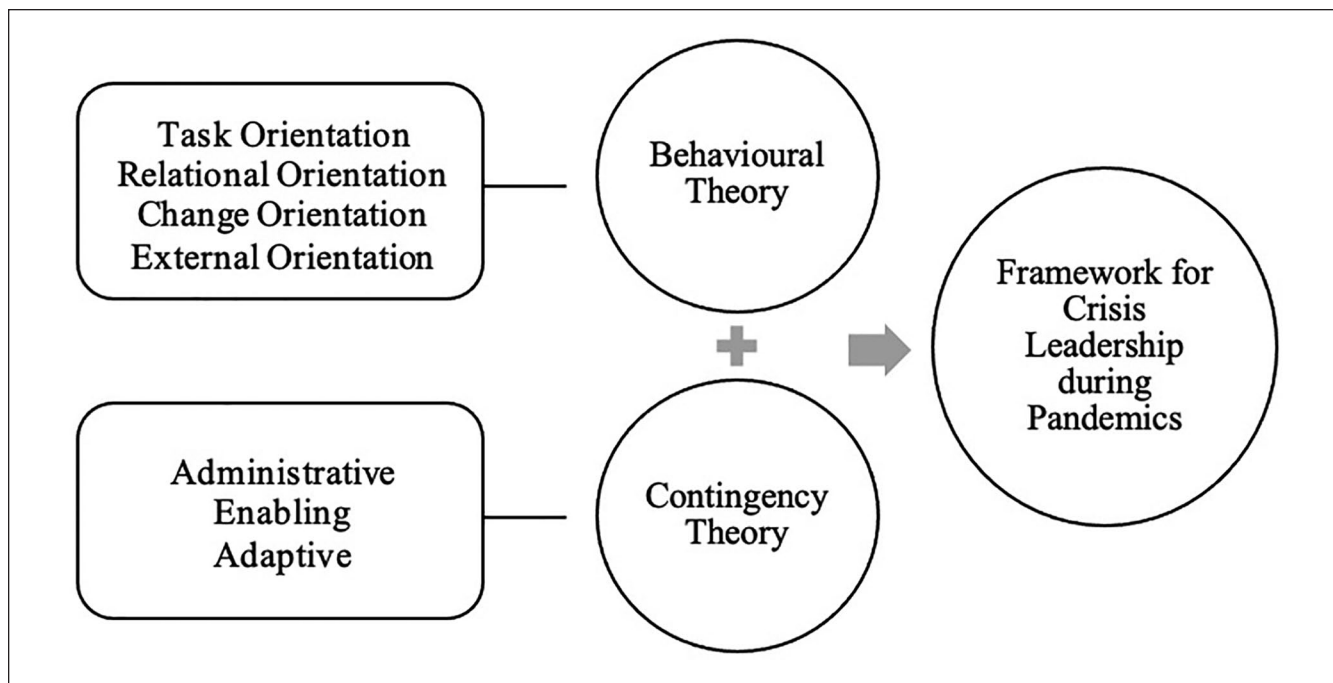 Task Orientation
Relational Orientation
Change Orientation
External Orientation
Behavioural
Theory
Administrative
Enabling
Adaptive
Contingency
Theory
Framework for
Crisis
Leadership
during
Pandemics